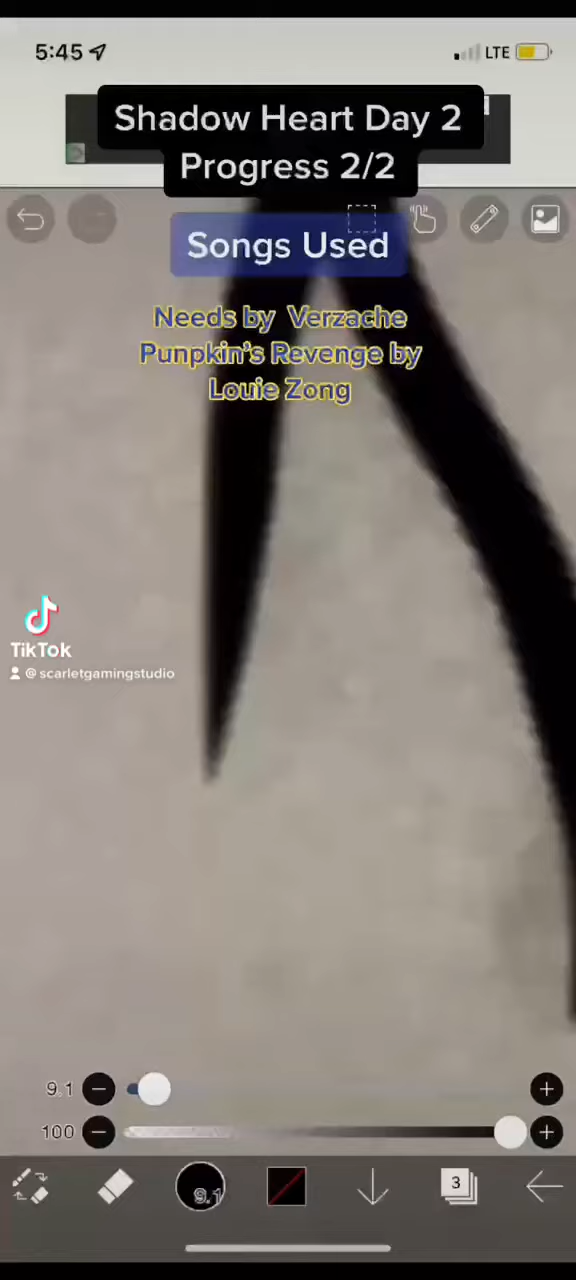 5:45
LTE
Shadow Heart Day 2
Progress 2/2
Songs Used
Needs by Verzache
Punpkin's Revenge by
Louie Zong
TikTok
@scarletgamingstudio
9.1
100
9.1
3